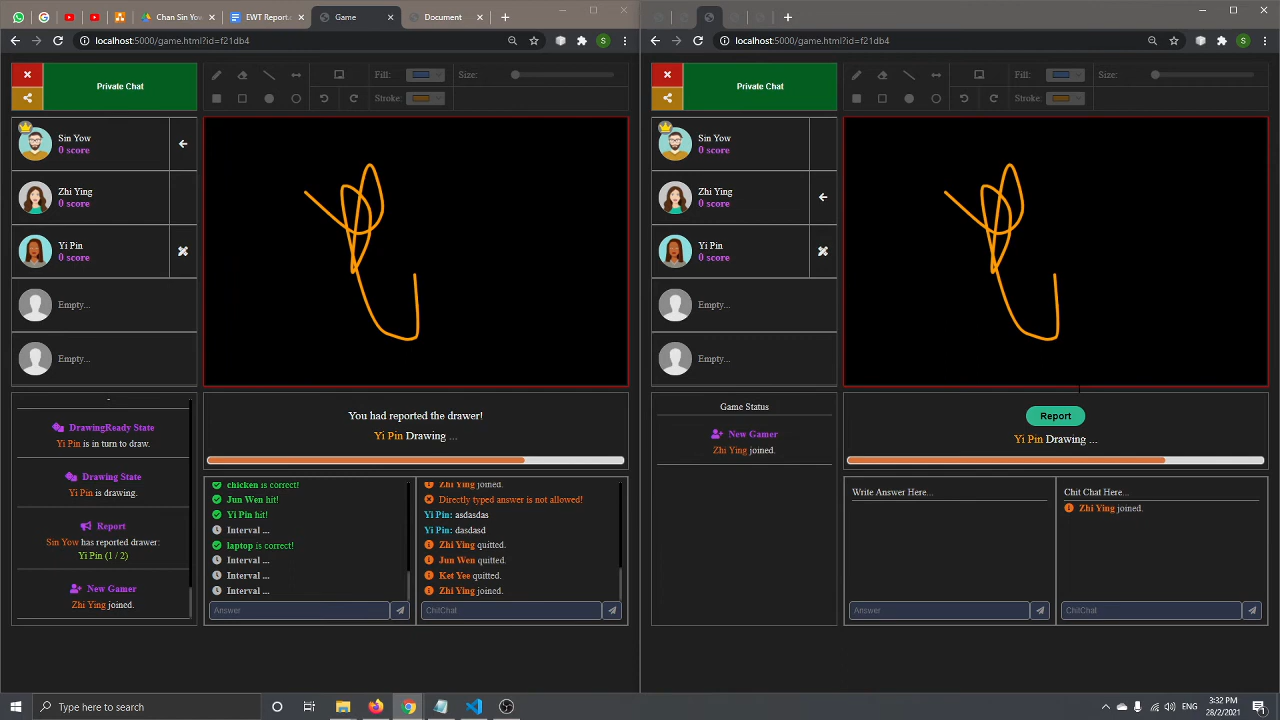 Chan Sin Yow
EWT Report
Game
Document
localhost:5000/game.html?id=f21db4
S
Private Chat
Fill:
Size:
Stroke:
Sin Yow
0 score
Zhi Ying
0 score
Yi Pin
0 score
Empty...
Empty...
DrawingReady State
Yi Pin is in turn to draw.
Drawing State
Yi Pin is drawing.
Report
Sin Yow has reported drawer:
Yi Pin (1 / 2)
New Gamer
Zhi Ying joined.
You had reported the drawer!
Yi Pin Drawing ...
chicken is correct!
Jun Wen hit!
Yi Pin hit!
Interval ...
laptop is correct!
Interval ...
Interval ...
Interval ...
Answer
Zhi Ying joined.
Directly typed answer is not allowed!
Yi Pin: asdasdas
Yi Pin: dasdasd
Zhi Ying quitted.
Jun Wen quitted.
Ket Yee quitted.
Zhi Ying joined.
ChitChat
localhost:5000/game.html?id=f21db4
S
Private Chat
Fill:
Size:
Stroke:
Sin Yow
0 score
Zhi Ying
0 score
Yi Pin
0 score
Empty...
Empty...
Game Status
New Gamer
Zhi Ying joined.
Report
Yi Pin Drawing ...
Write Answer Here...
Answer
Chit Chat Here...
Zhi Ying joined.
ChitChat
Type here to search
ENG
3:32 PM
28/2/2021